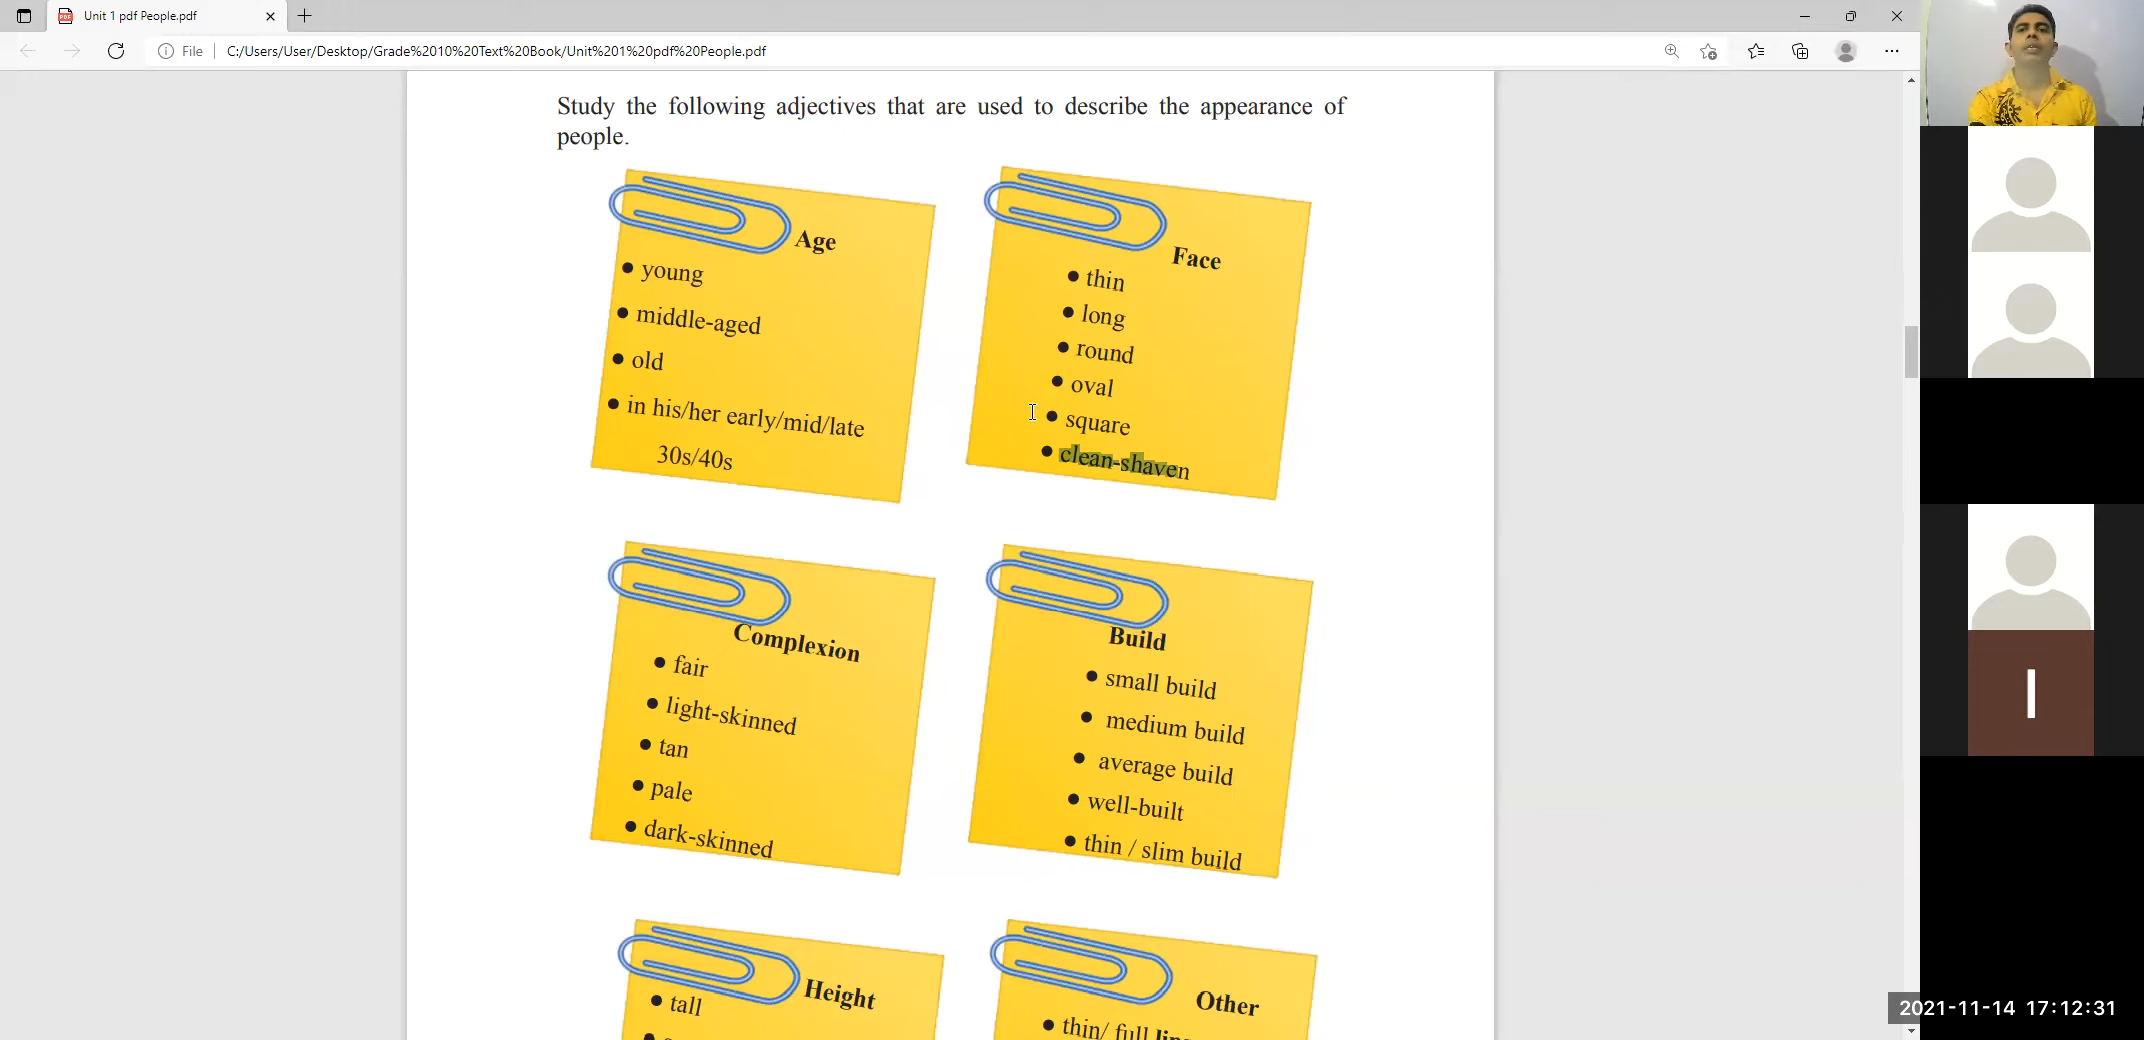 Unit 1 pdf People.pdf
File
C:/Users/User/Desktop/Grade%2010%20Text%20Book/Unit%201%20pdf%20People.pdf
Study the following adjectives that are used to describe the appearance of
people.
Age
• young
• middle-aged
• old
• in his/her early/mid/late
30s/40s
Face
• thin
• long
• round
• oval
• square
• clean-shaven
Complexion
• fair
• light-skinned
• tan
• pale
• dark-skinned
Build
• small build
• medium build
• average build
• well-built
• thin / slim build
Height
• tall
Other
• thin/ full
I
2021-11-14 17:12:31